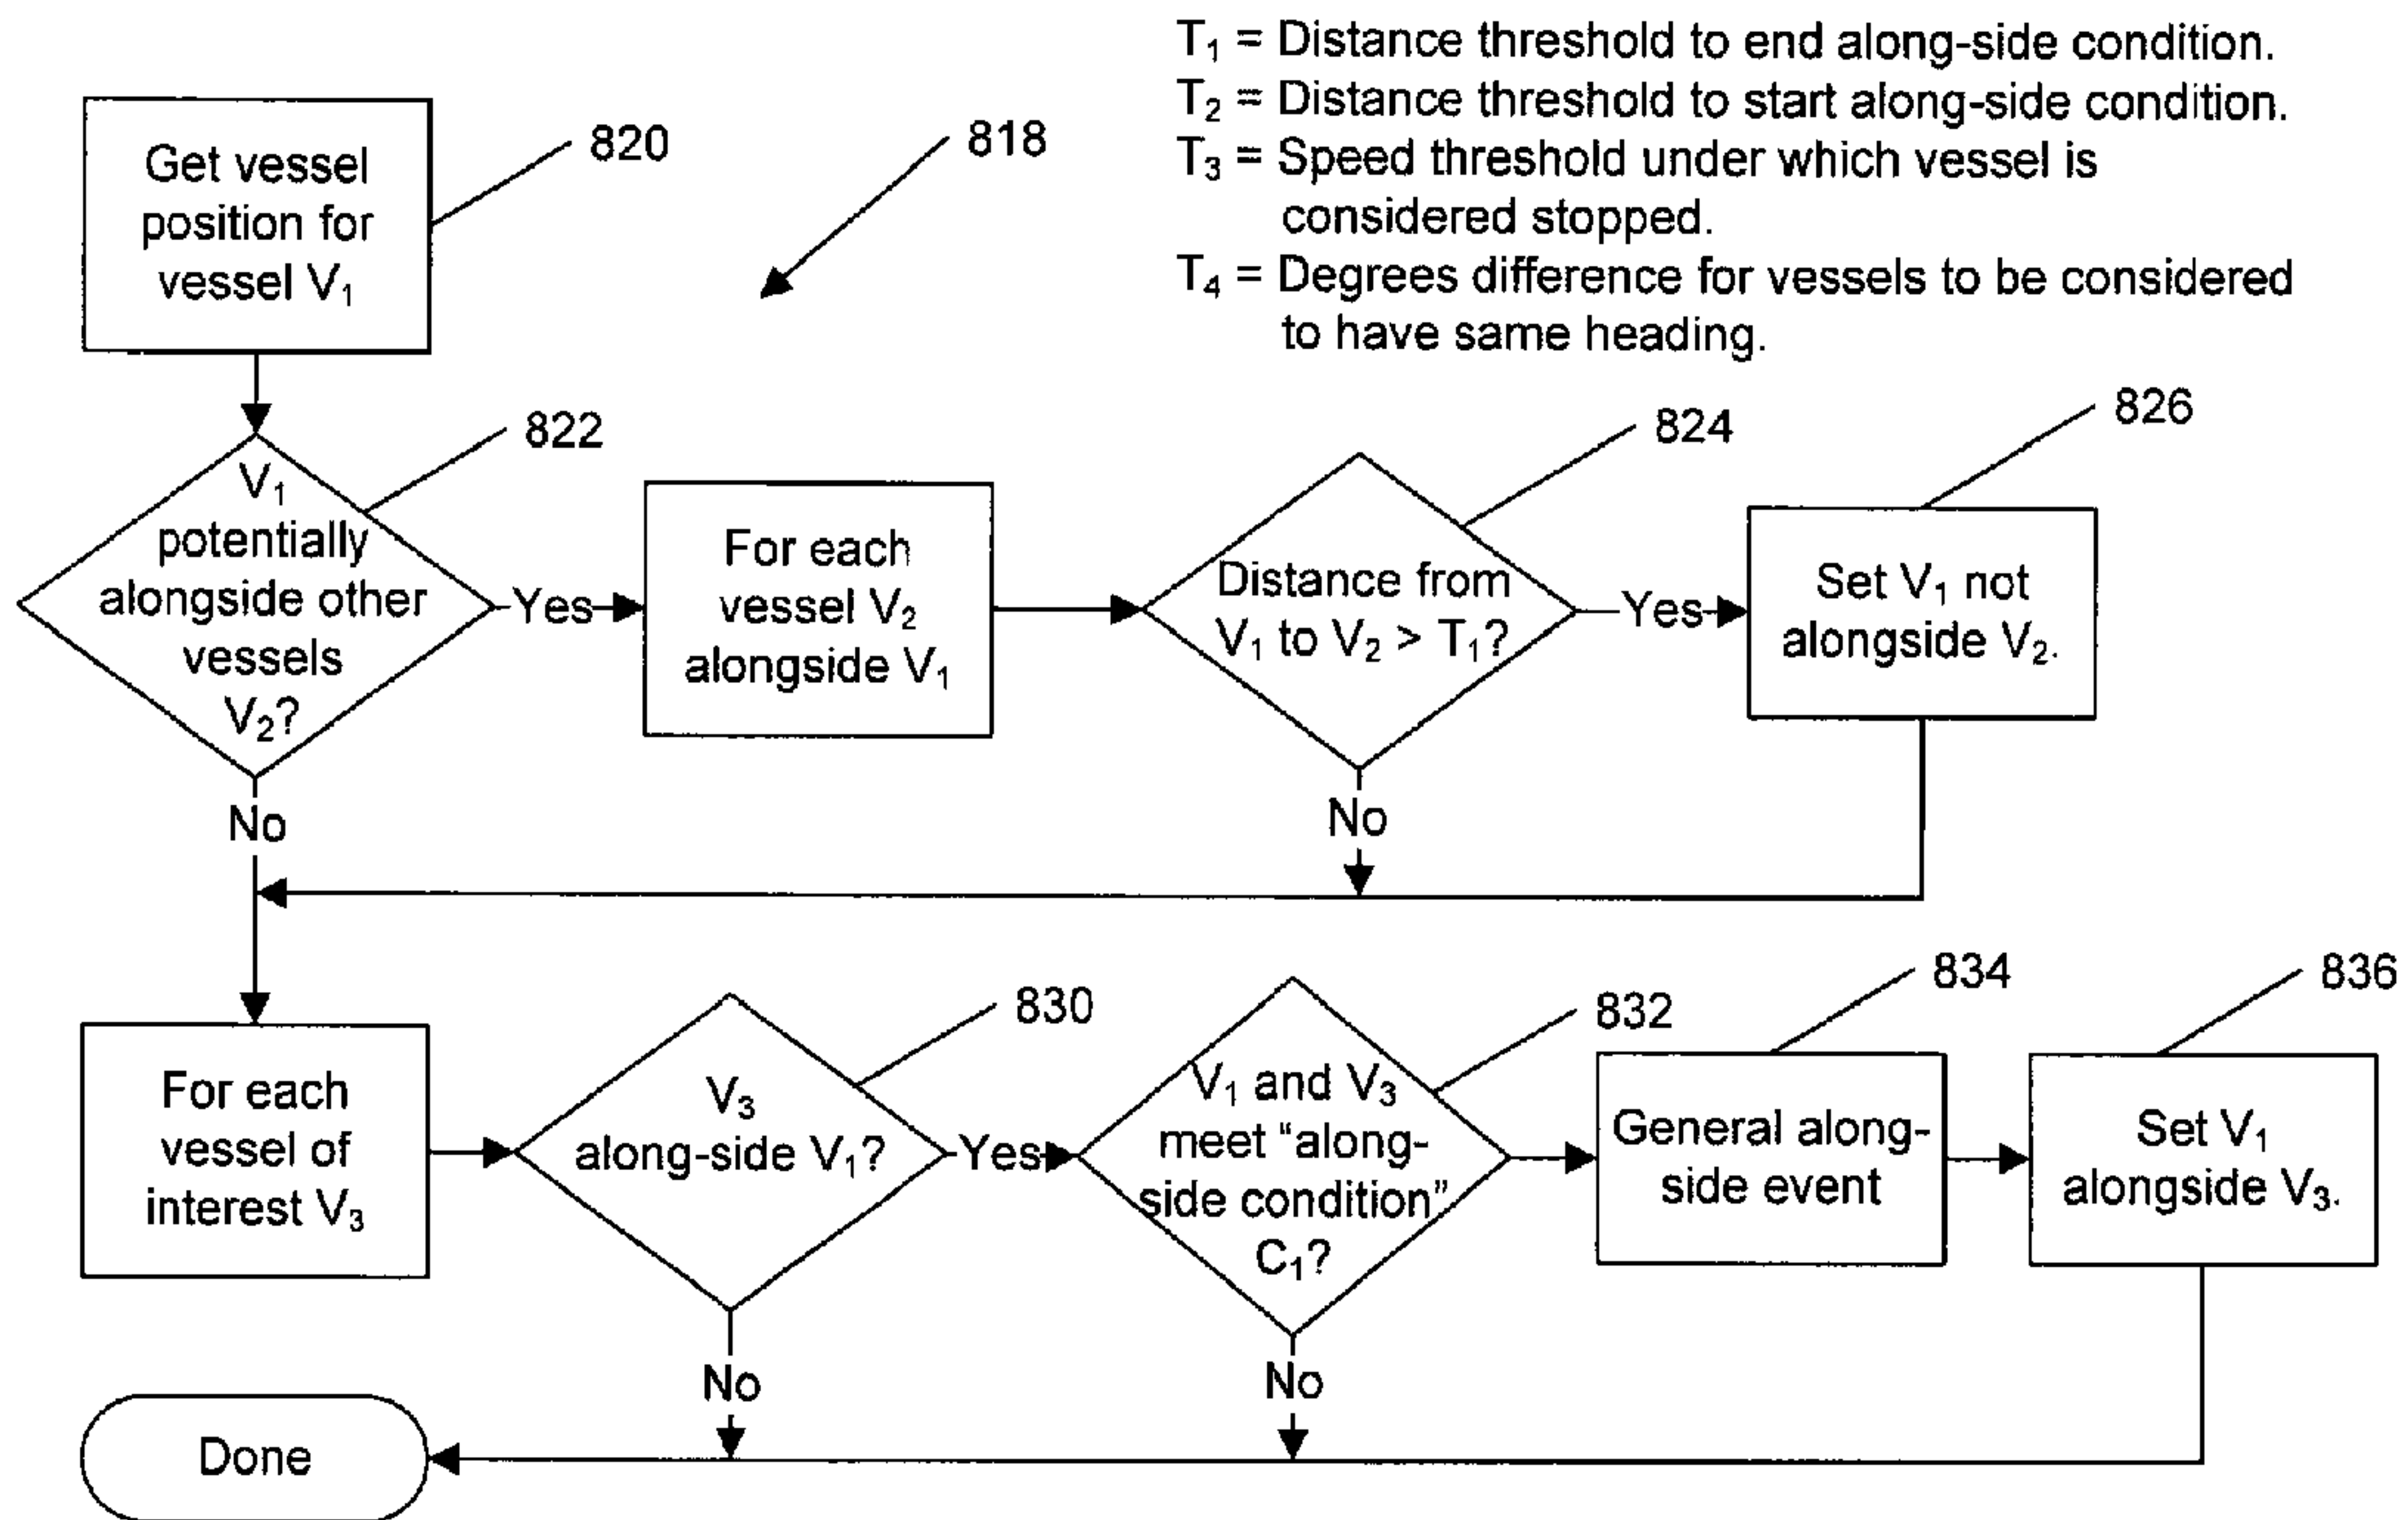 T₁ = Distance threshold to end along-side condition.
T₂ = Distance threshold to start along-side condition.
T₃ = Speed threshold under which vessel is
considered stopped.
T₄ = Degrees difference for vessels to be considered
to have same heading.
818
Get vessel
position for
vessel V₁
820
V₁
potentially
alongside other
vessels
V₂?
822
Yes
No
For each
vessel V₂
alongside V₁
Distance from
V₁ to V₂ > T₁?
824
Yes
No
Set V₁ not
alongside V₂.
826
For each
vessel of
interest V₃
V₃
along-side V₁?
830
Yes
No
V₁ and V₃
meet “along-
side condition”
C₁?
832
No
General along-
side event
834
Set V₁
alongside V₃.
836
Done